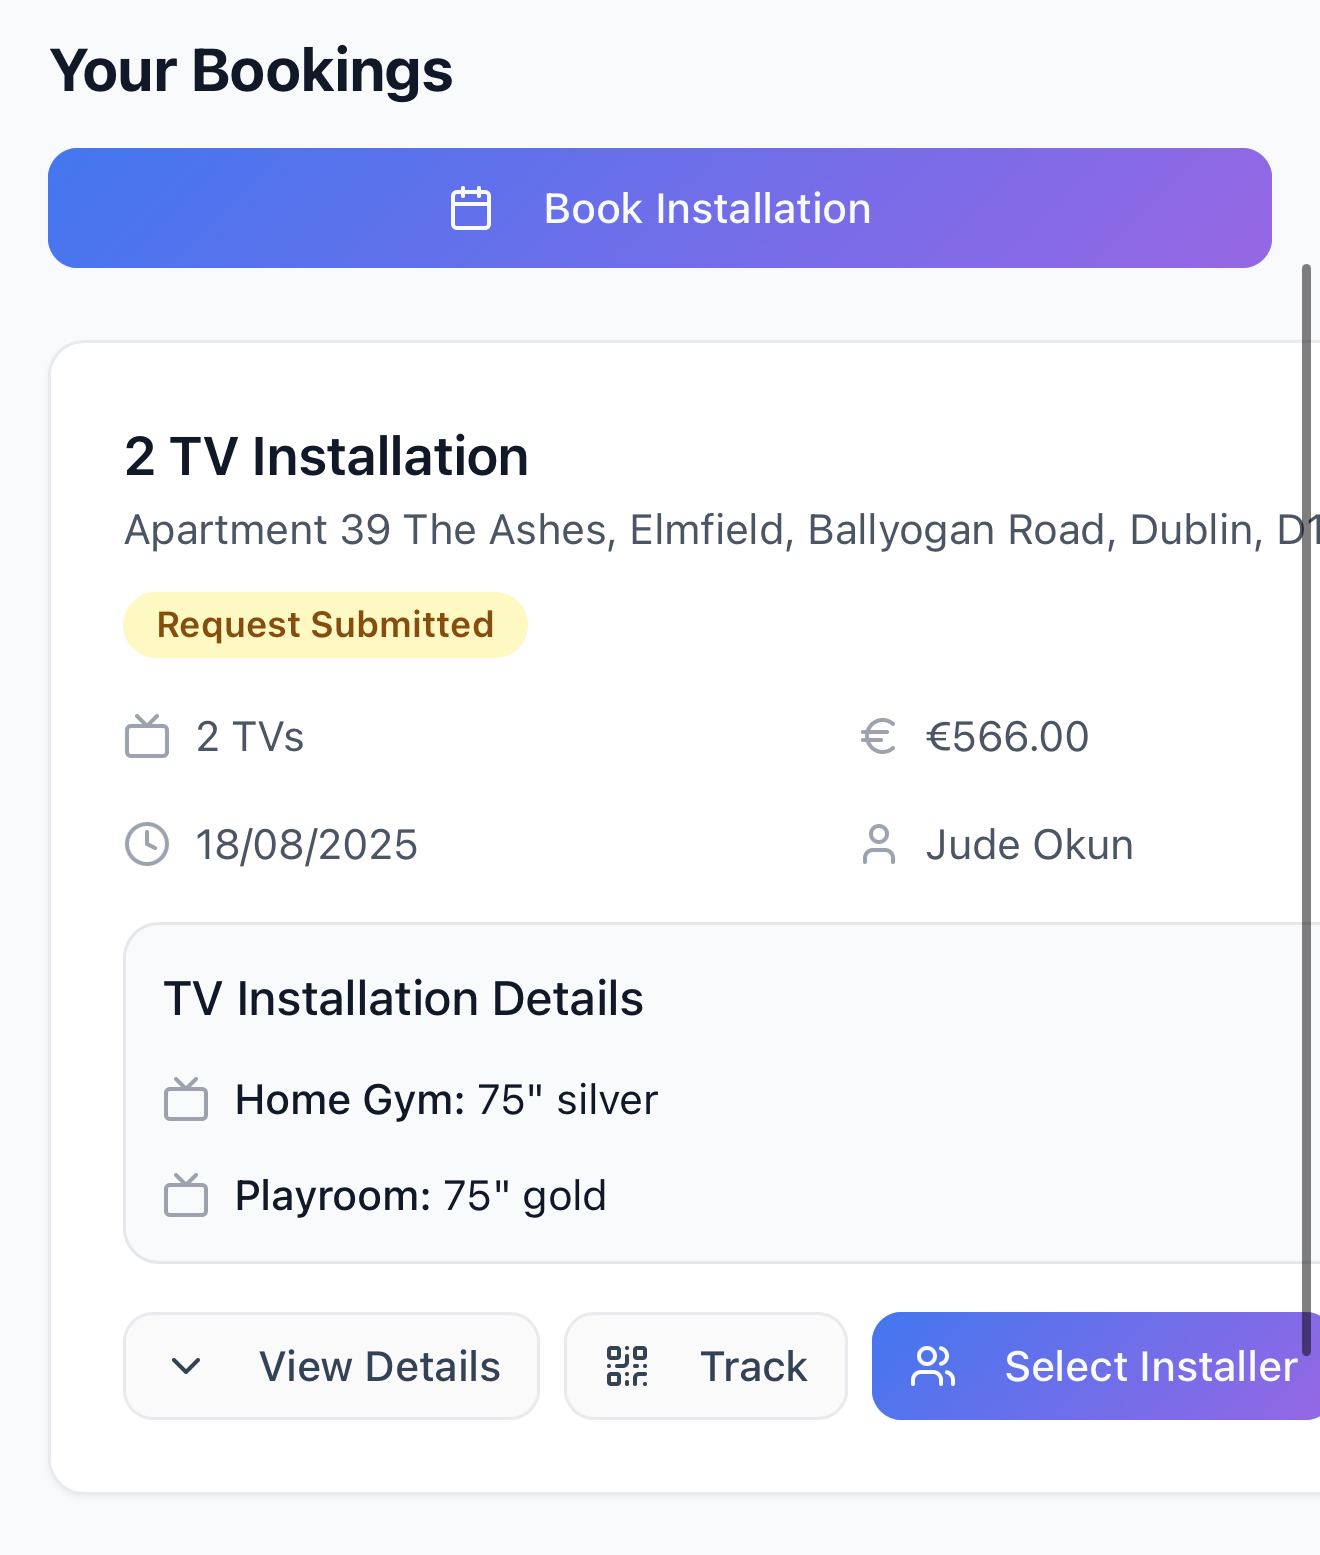 Your Bookings
Book Installation
2 TV Installation
Apartment 39 The Ashes, Elmfield, Ballyogan Road, Dublin,
Request Submitted
2 TVs
€566.00
18/08/2025
Jude Okun
TV Installation Details
Home Gym: 75" silver
Playroom: 75" gold
View Details
Track
Select Installer